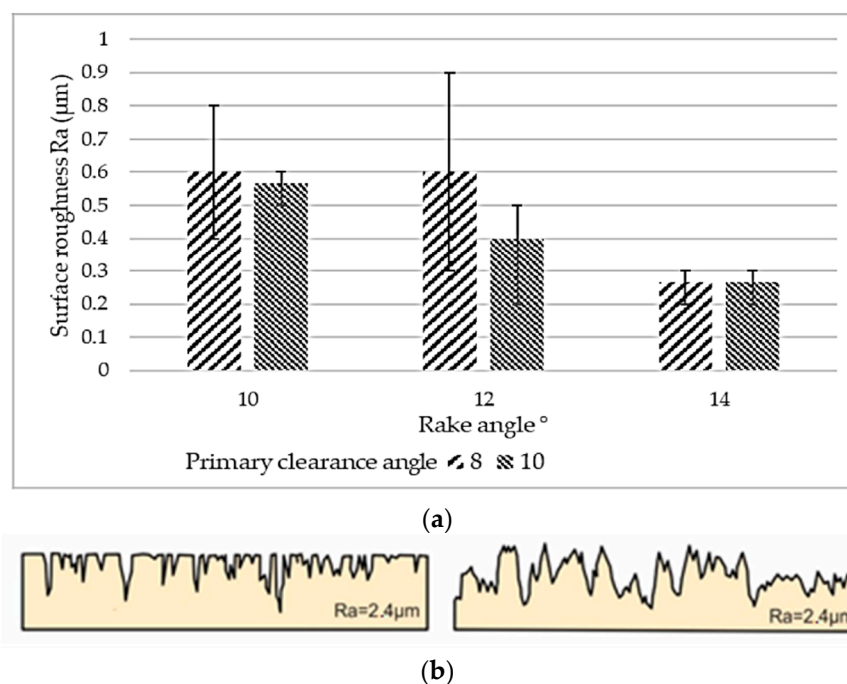 Surface roughness Ra (μm)
1
0.9
0.8
0.7
0.6
0.5
0.4
0.3
0.2
0.1
0
10 12 14
Rake angle °
Primary clearance angle 8 10
(a)
Ra=2.4μm Ra=2.4μm
(b)